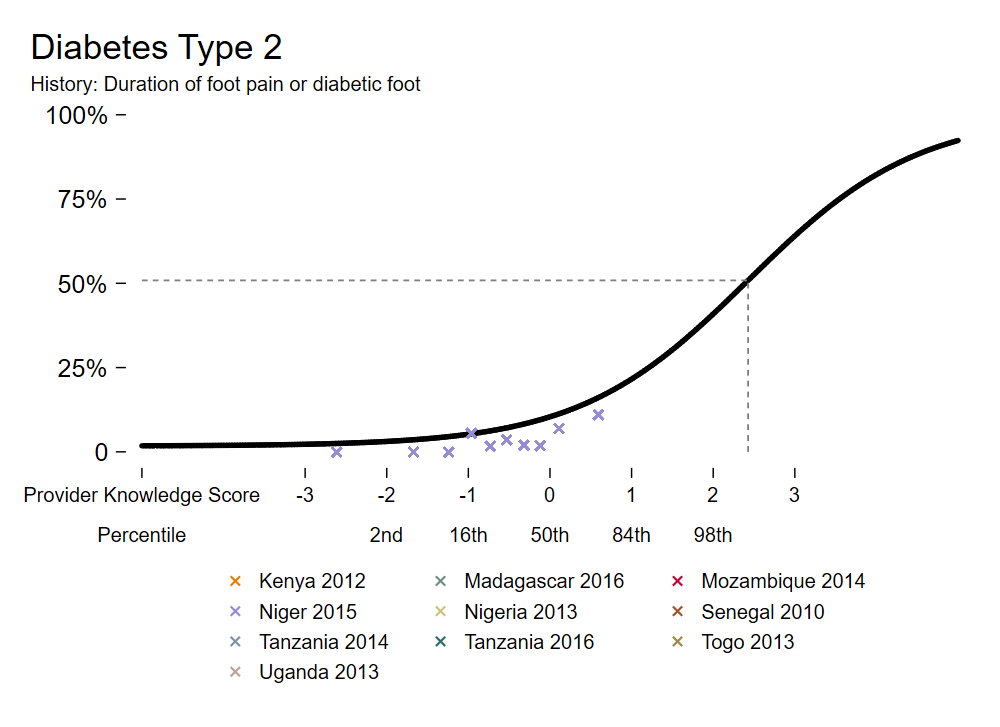 Diabetes Type 2
History: Duration of foot pain or diabetic foot
100%
75%
50%
25%
0
Provider Knowledge Score -3 -2 -1 0 1 2 3
Percentile 2nd 16th 50th 84th 98th
Kenya 2012 Madagascar 2016 Mozambique 2014
Niger 2015 Nigeria 2013 Senegal 2010
Tanzania 2014 Tanzania 2016 Togo 2013
Uganda 2013